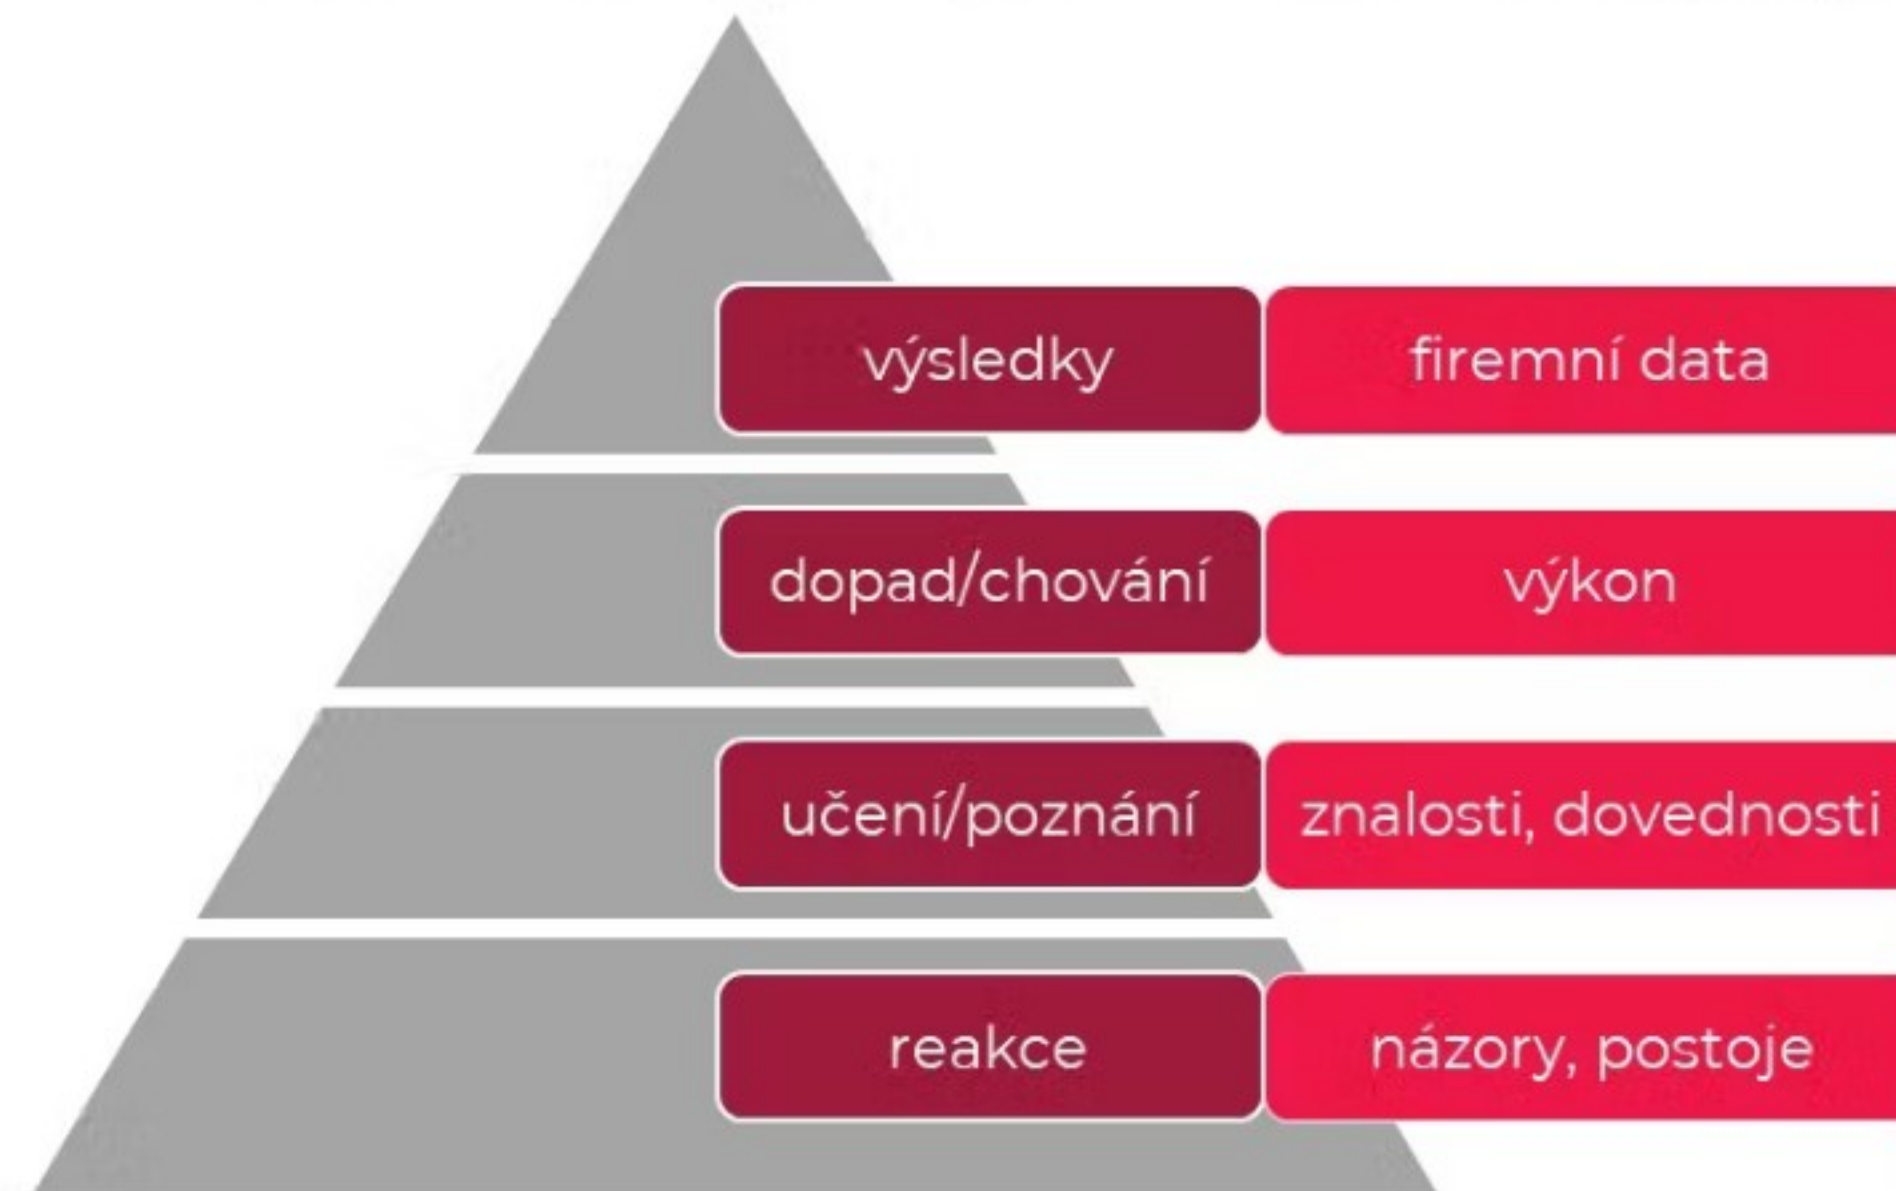 výsledky
firemní data
dopad/chování
výkon
učení/poznání
znalosti, dovednosti
reakce
názory, postoje